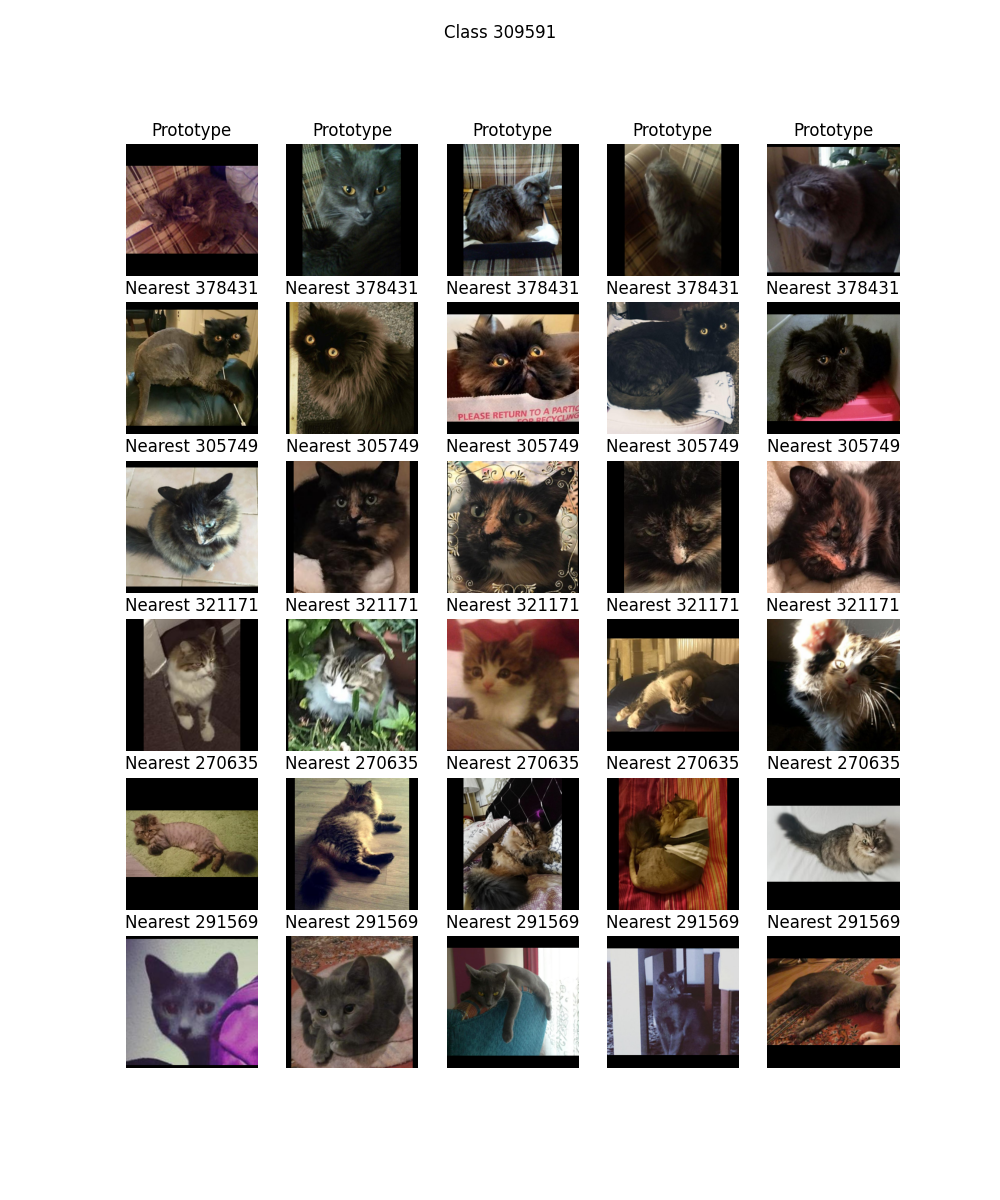 Class 309591
Prototype Prototype Prototype Prototype Prototype
Nearest 378431 Nearest 378431 Nearest 378431 Nearest 378431 Nearest 378431
PLEASE RETURN TO A PARTIC
FOR RECYCLING
Nearest 305749 Nearest 305749 Nearest 305749 Nearest 305749 Nearest 305749
Nearest 321171 Nearest 321171 Nearest 321171 Nearest 321171 Nearest 321171
Nearest 270635 Nearest 270635 Nearest 270635 Nearest 270635 Nearest 270635
Nearest 291569 Nearest 291569 Nearest 291569 Nearest 291569 Nearest 291569